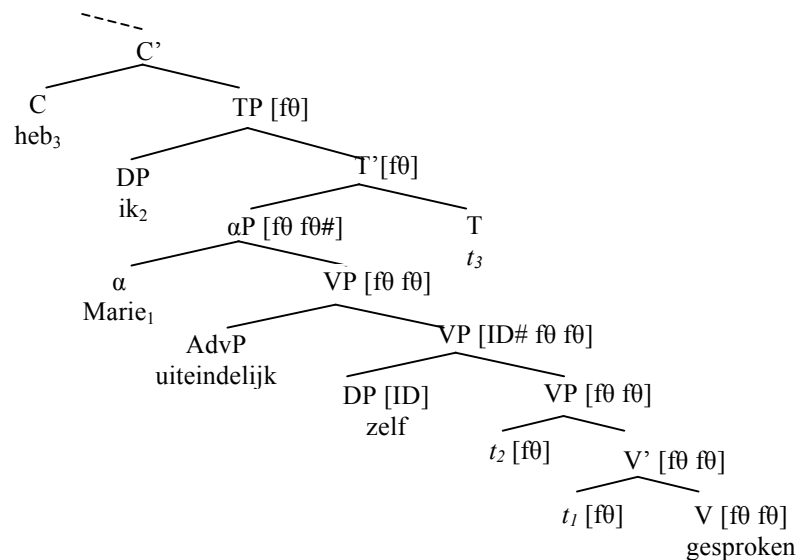 C’
C TP [fθ]
heb₃
DP T’[fθ]
ik₂
αP [fθ fθ#] T
t₃
α VP [fθ fθ]
Marie₁
AdvP VP [ID# fθ fθ]
uiteindelijk
DP [ID] VP [fθ fθ]
zelf
t₂ [fθ] V’ [fθ fθ]
t₁ [fθ] V [fθ fθ]
gesproken